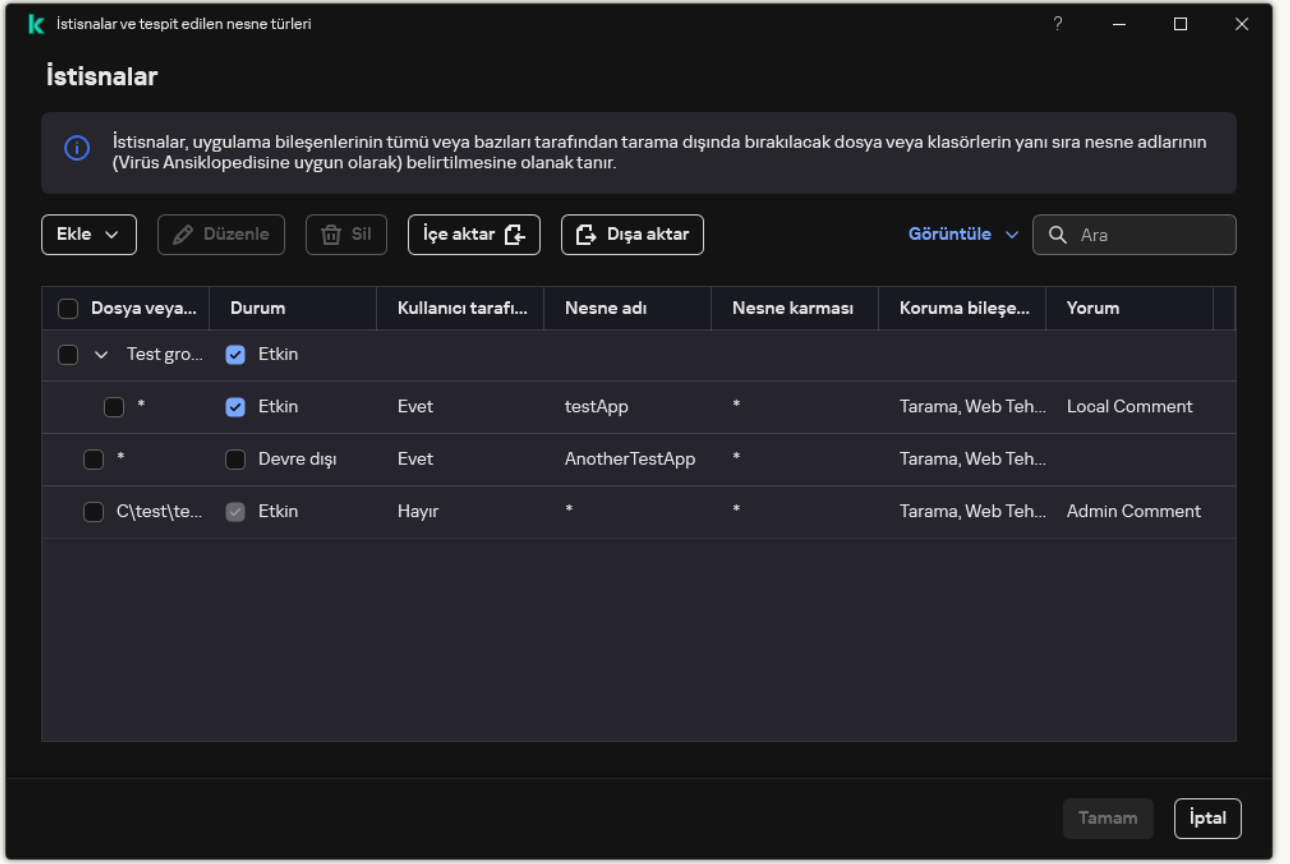 İstisnalar ve tespit edilen nesne türleri
İstisnalar
İstisnalar, uygulama bileşenlerinin tümü veya bazıları tarafından tarama dışında bırakılacak dosya veya klasörlerin yanı sıra nesne adlarının
(Virüs Ansiklopedisine uygun olarak) belirtilmesine olanak tanır.
Ekle Düzenle Sil İçe aktar Dışa aktar Görüntüle Ara
Dosya veya... Durum Kullanıcı tarafı... Nesne adı Nesne karması Koruma bileşe... Yorum
Test gro... Etkin
* Etkin Evet testApp * Tarama, Web Teh... Local Comment
* Devre dışı Evet AnotherTestApp * Tarama, Web Teh...
C\test\te... Etkin Hayır * * Tarama, Web Teh... Admin Comment
Tamam İptal